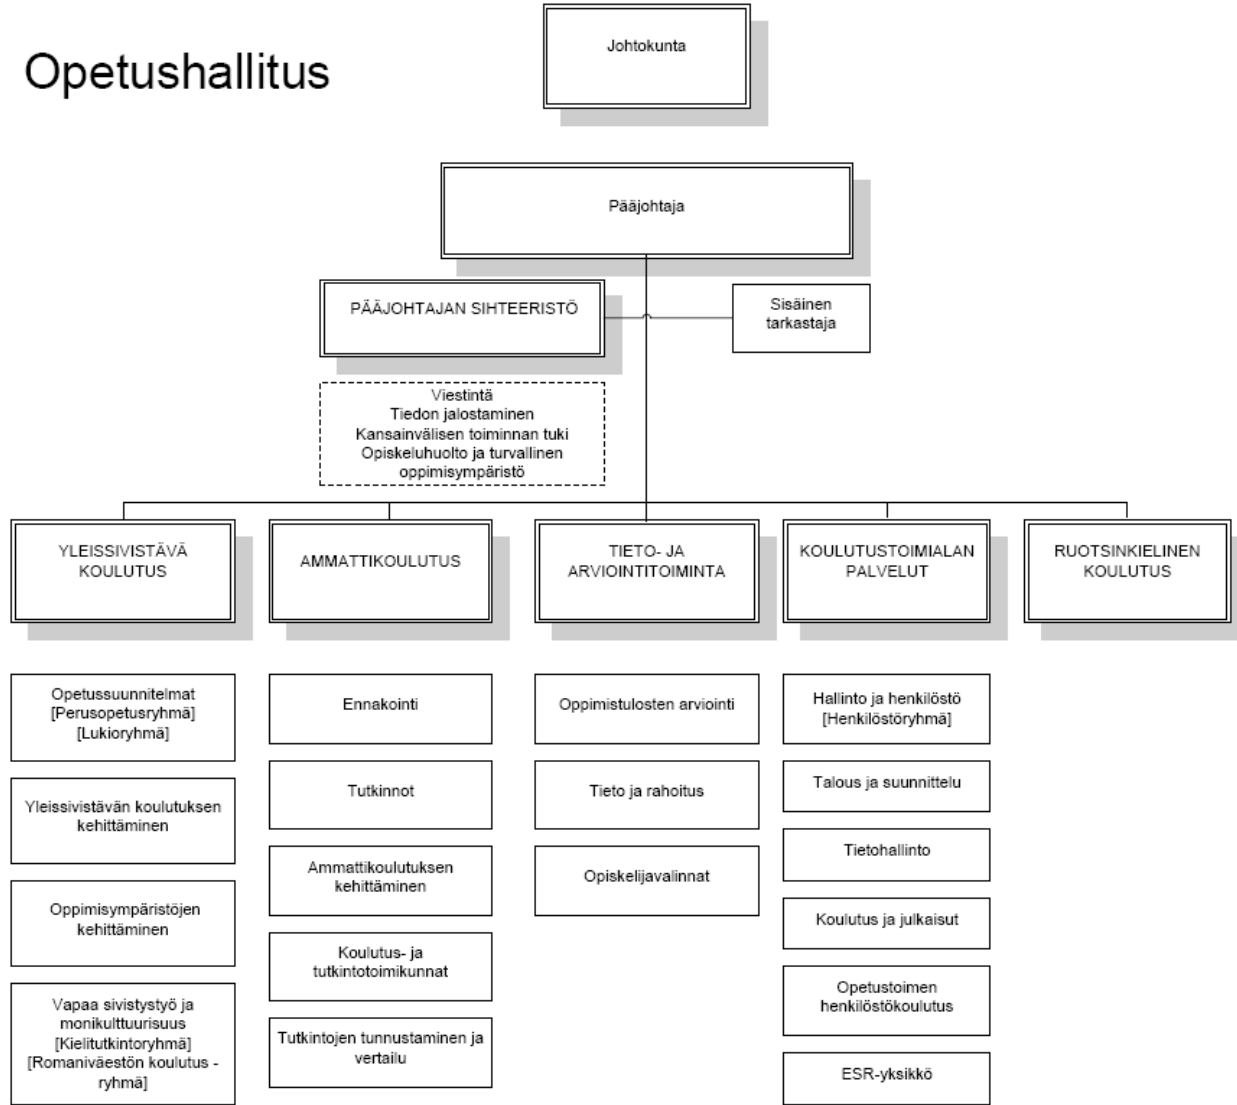 Opetushallitus
Johtokunta
Pääjohtaja
PÄÄJOHTAJAN SIHTEERISTÖ
Sisäinen
tarkastaja
Viestintä
Tiedon jalostaminen
Kansainvälisen toiminnan tuki
Opiskeluhuolto ja turvallinen
oppimisympäristö
YLEISSIVISTÄVÄ
KOULUTUS
AMMATTIKOULUTUS
TIETO- JA
ARVIOINTITOIMINTA
KOULUTUSTOIMIALAN
PALVELUT
RUOTSINKIELINEN
KOULUTUS
Opetussuunnitelmat
[Perusopetusryhmä]
[Lukioryhmä]
Yleissivistävän koulutuksen
kehittäminen
Oppimisympäristöjen
kehittäminen
Vapaa sivistystyö ja
monikulttuurisuus
[Kielitutkintoryhmä]
[Romaniväestön koulutus -
ryhmä]
Ennakointi
Tutkinnot
Ammattikoulutuksen
kehittäminen
Koulutus- ja
tutkintotoimikunnat
Tutkintojen tunnustaminen ja
vertailu
Oppimistulosten arviointi
Tieto ja rahoitus
Opiskelijavalinnat
Hallinto ja henkilöstö
[Henkilöstöryhmä]
Talous ja suunnittelu
Tietohallinto
Koulutus ja julkaisut
Opetustoimen
henkilöstökoulutus
ESR-yksikkö